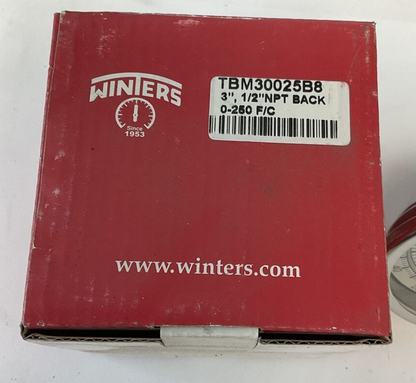 WINTERS
Since
1953
TBM30025B8
3", 1/2"NPT BACK
0-250 F/C
www.winters.com